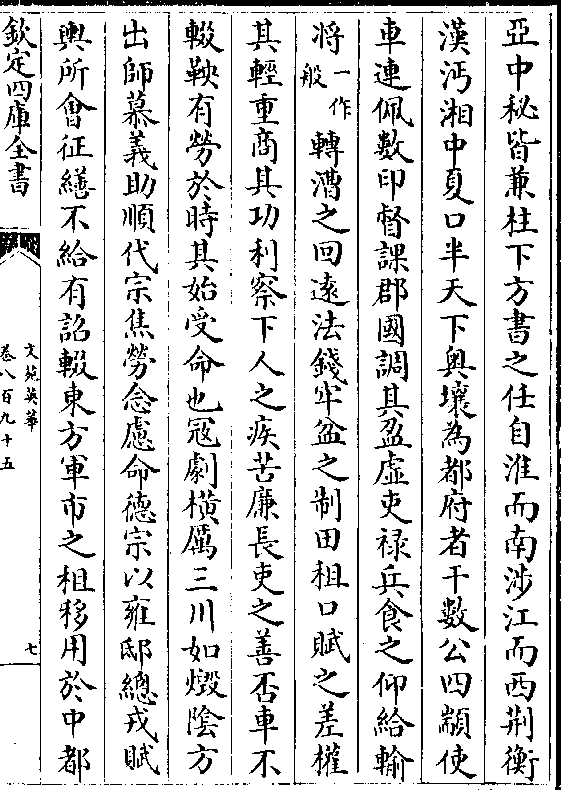 亞中秘皆兼柱下方書之任自淮而南涉江而西荆衡
漢沔湘中夏口半天下奥壤為都府者十數公四顓使
車連佩數印督課郡國調其盈虛吏禄兵食之仰給輸
将一作般轉漕之回遠法錢牢盆之制田租口賦之差權
其輕重商其功利察下人之疾苦廉長吏之善否車不
輟鞅有勞於時其始受命也冦劇横厲三川如燬陰方
出師慕義助順代宗焦勞念慮命德宗以雍邸總戎賦
輿所會征繕不給有詔輟東方軍市之租移用於中都
欽定四庫全書
文苑英華
卷八百九十五
七